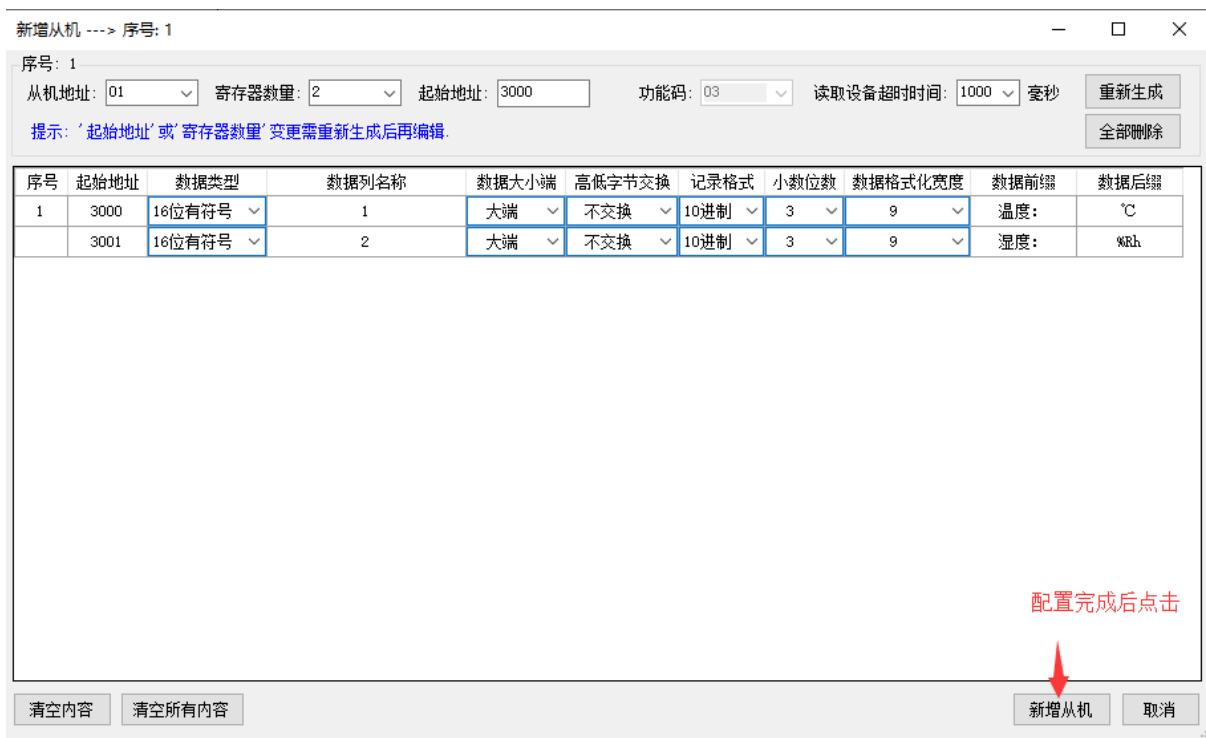 新增从机 ---> 序号: 1
序号: 1
从机地址: 01 寄存器数量: 2 起始地址: 3000 功能码: 03 读取设备超时时间: 1000 毫秒 重新生成
提示: '起始地址'或'寄存器数量'变更需重新生成后再编辑. 全部删除
序号 起始地址 数据类型 数据列名称 数据大小端 高低字节交换 记录格式 小数位数 数据格式化宽度 数据前缀 数据后缀
1 3000 16位有符号 1 大端 不交换 10进制 3 9 温度: ℃
3001 16位有符号 2 大端 不交换 10进制 3 9 湿度: %Rh
配置完成后点击
清空内容 清空所有内容 新增从机 取消